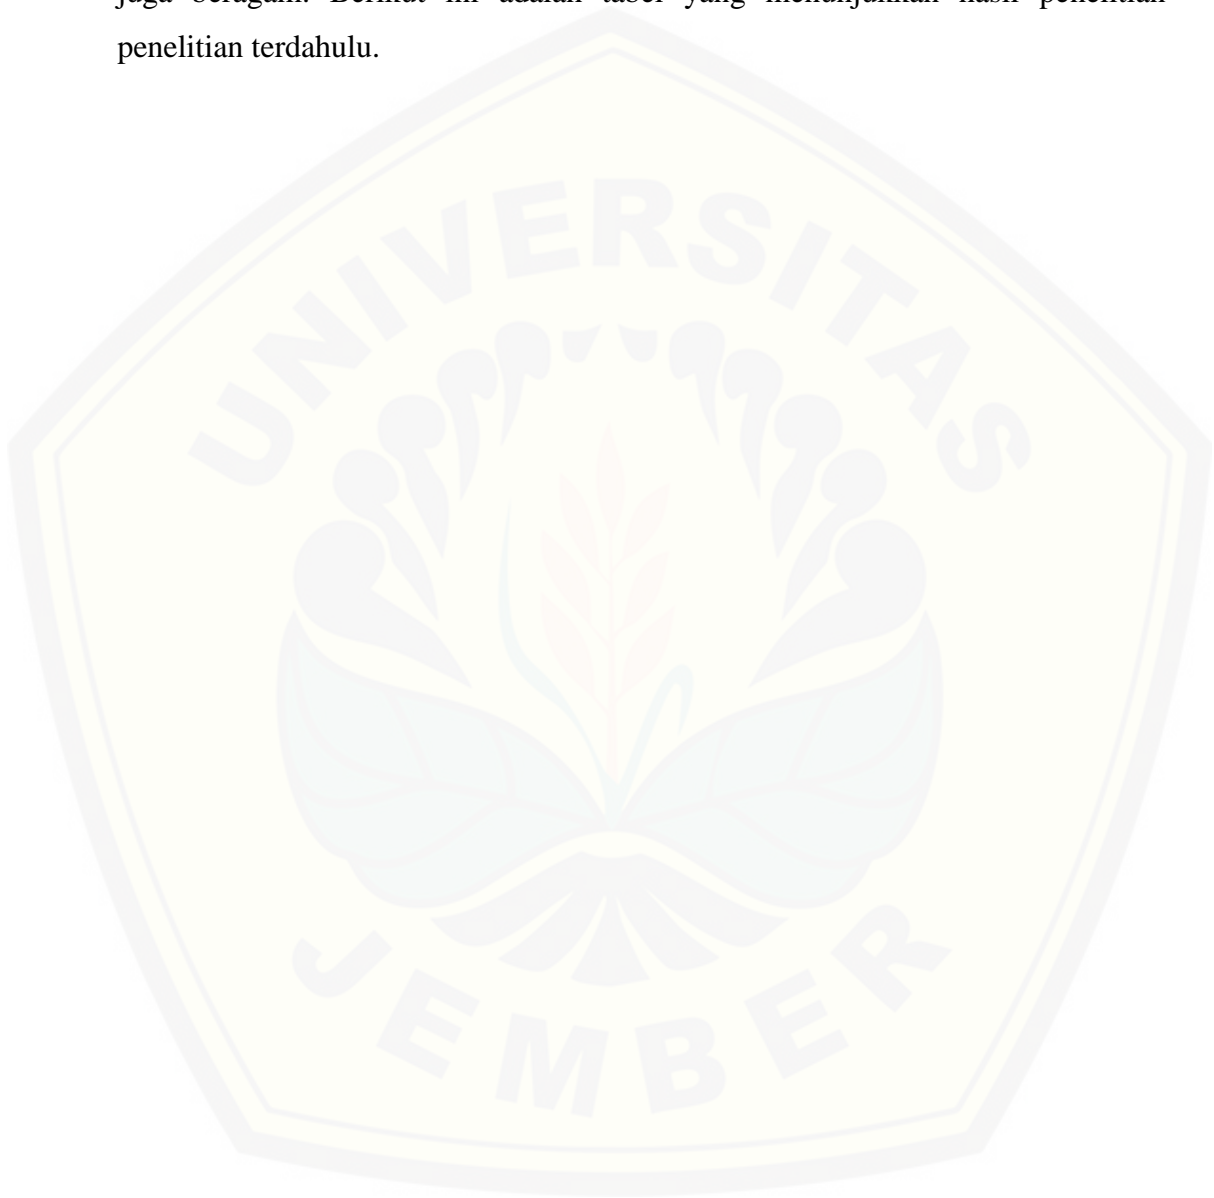 juga beragam. Berikut ini adalah tabel yang menunjukkan hasil penelitian
penelitian terdahulu.
UNIVERSITAS
JEMBER